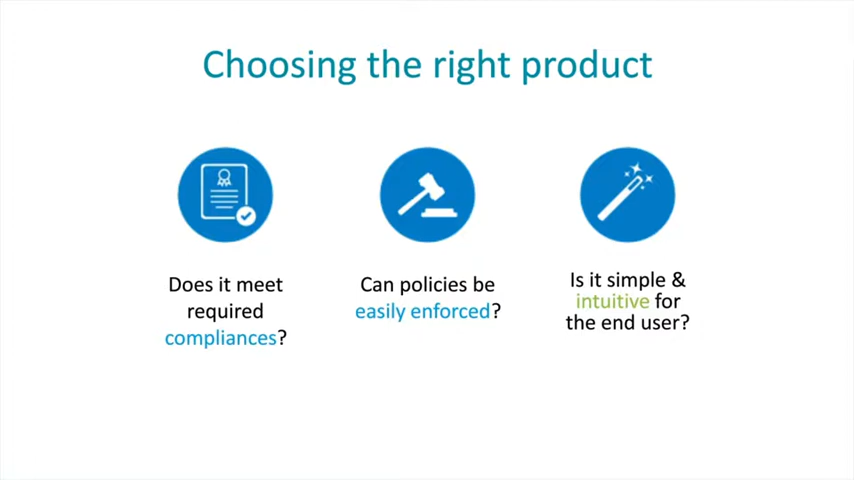 Choosing the right product
Does it meet
required
compliances?
Can policies be
easily enforced?
Is it simple &
intuitive for
the end user?